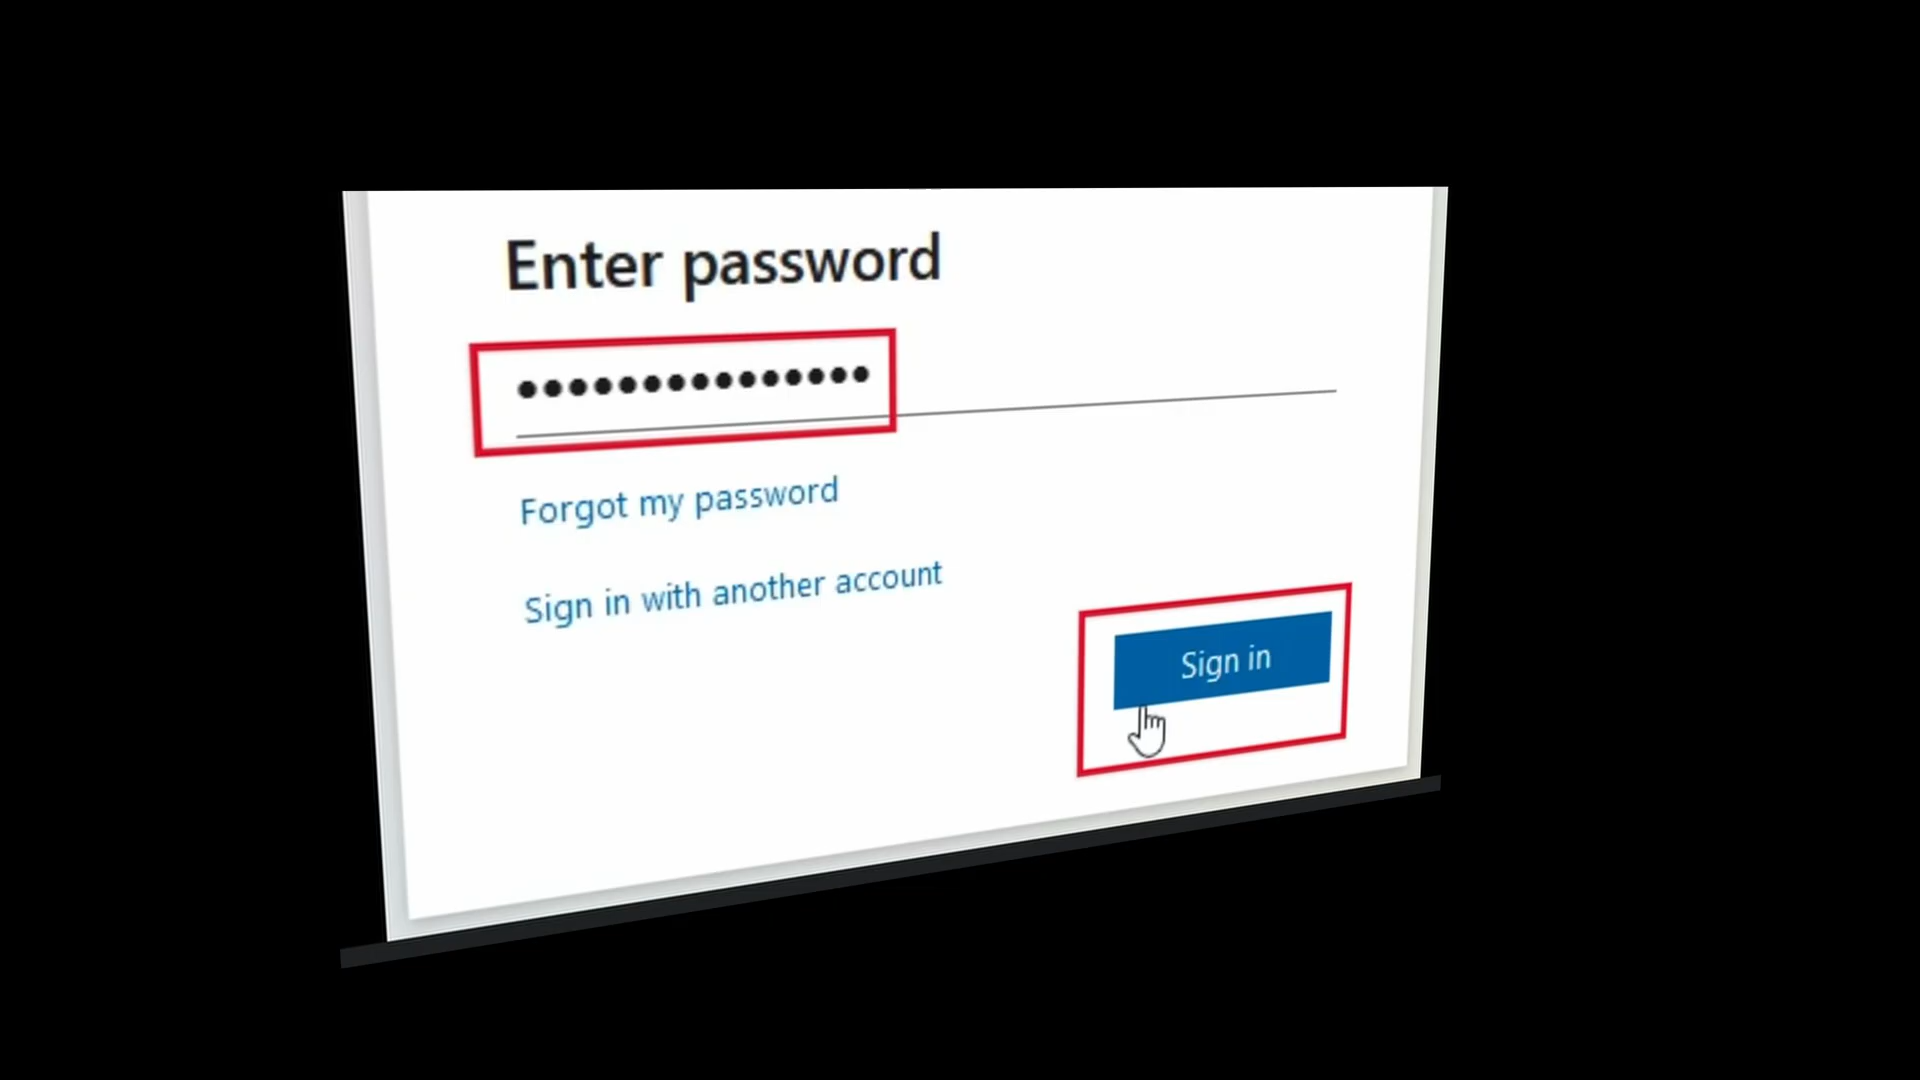 Enter password
●●●●●●●●●●●●●●●
Forgot my password
Sign in with another account
Sign in